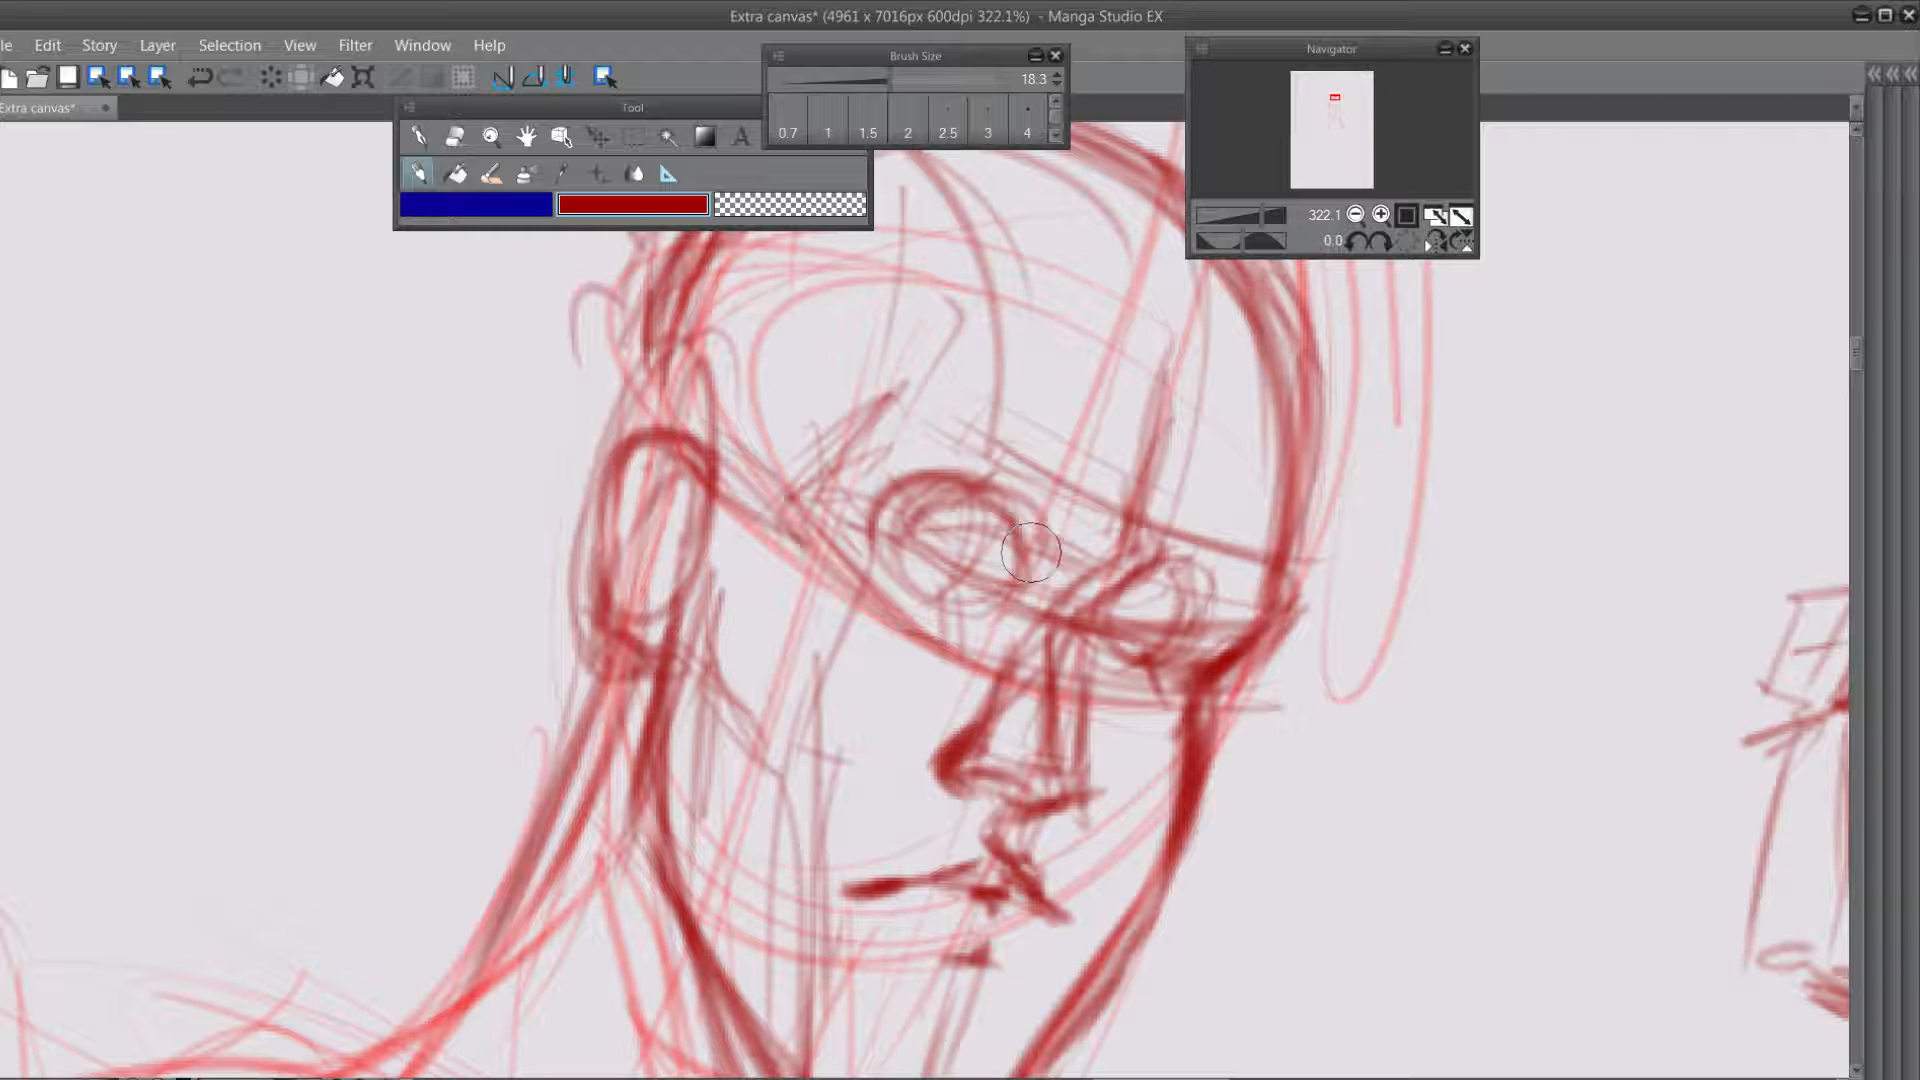 Extra canvas* (4961 x 7016px 600dpi 322.1%) - Manga Studio EX
le Edit Story Layer Selection View Filter Window Help
Brush Size
18.3
0.7 1 1.5 2 2.5 3 4
Navigator
322.1
0.0
Extra canvas*
Tool
A